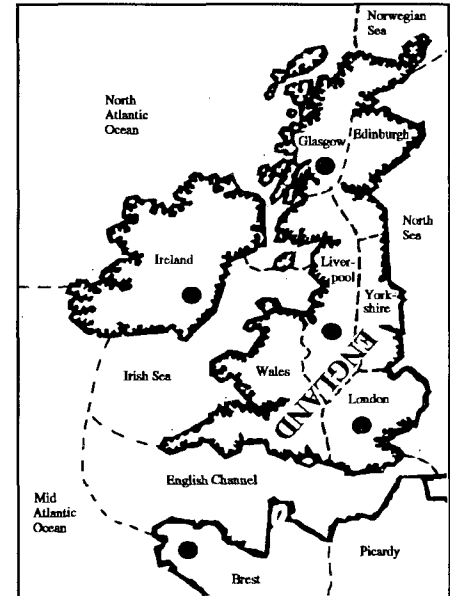 Norwegian
Sea
North
Atlantic
Ocean
Glasgow
Edinburgh
North
Sea
Ireland
Liver-
pool
York-
shire
Irish Sea
Wales
ENGLAND
London
English Channel
Mid
Atlantic
Ocean
Brest
Picardy